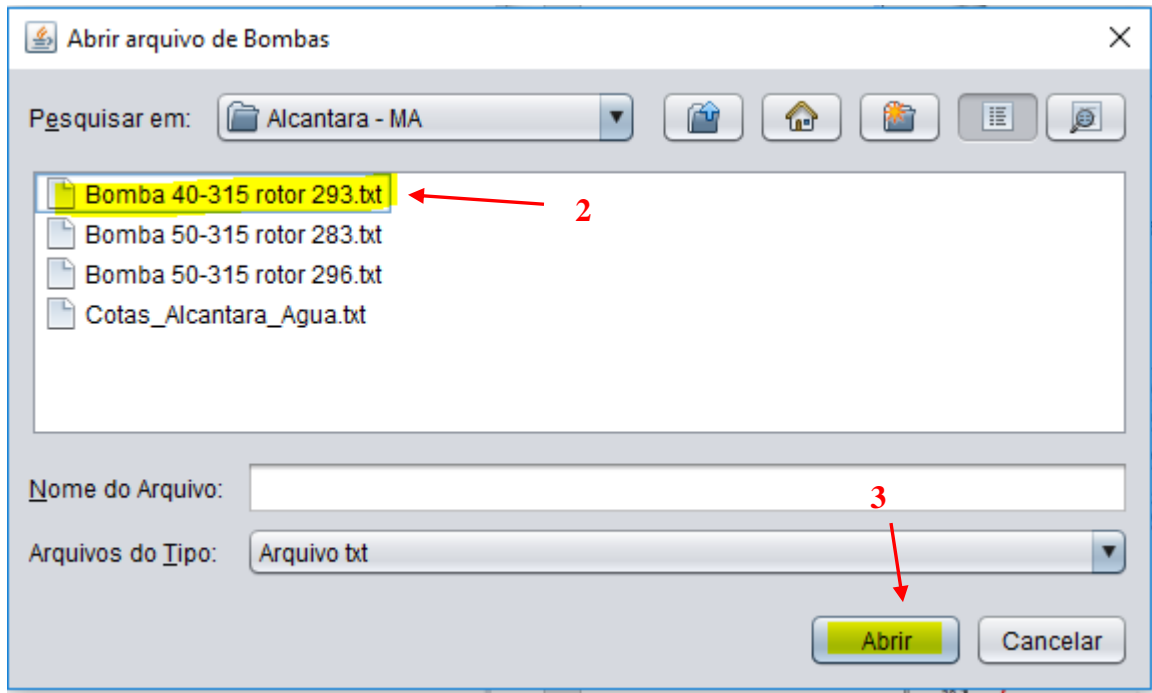 Abrir arquivo de Bombas
Pesquisar em: Alcantara - MA
Bomba 40-315 rotor 293.txt
2
Bomba 50-315 rotor 283.txt
Bomba 50-315 rotor 296.txt
Cotas_Alcantara_Agua.txt
Nome do Arquivo:
3
Arquivos do Tipo: Arquivo txt
Abrir Cancelar